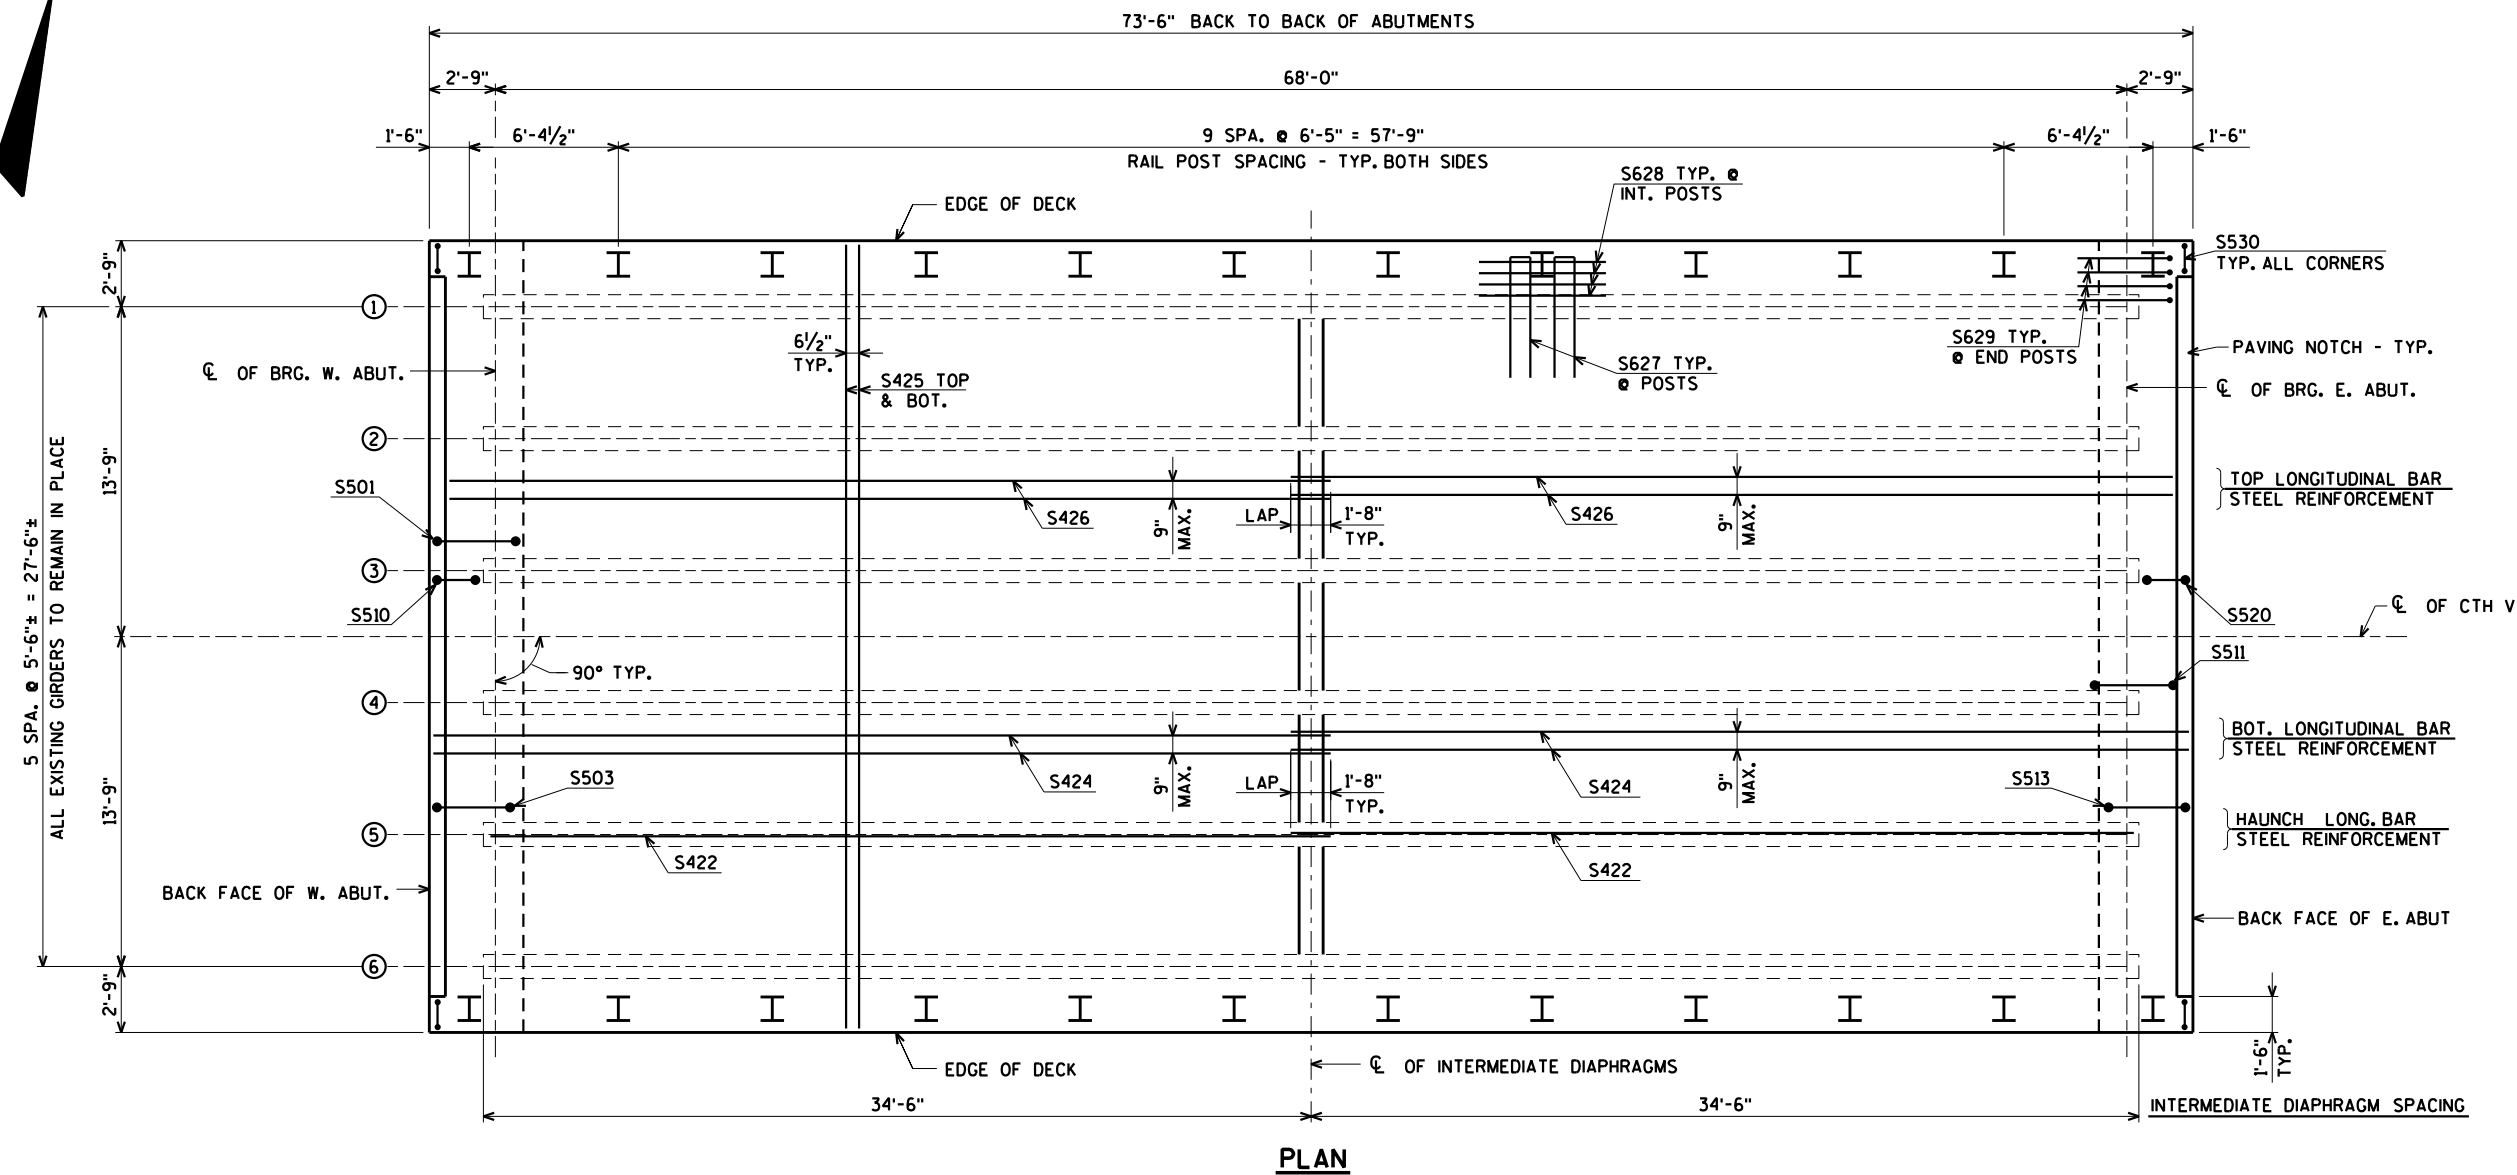 73'-6" BACK TO BACK OF ABUTMENTS
2'-9"
68'-0"
2'-9"
1'-6"
6'-4½"
9 SPA. @ 6'-5" = 57'-9"
6'-4½"
1'-6"
RAIL POST SPACING - TYP. BOTH SIDES
S628 TYP. @
INT. POSTS
EDGE OF DECK
S530
TYP. ALL CORNERS
2'-9"
1
6½"
TYP.
S629 TYP.
@ END POSTS
PAVING NOTCH - TYP.
℄ OF BRG. W. ABUT.
S425 TOP
& BOT.
S627 TYP.
@ POSTS
℄ OF BRG. E. ABUT.
2
13'-9"
S501
S426
9"
MAX.
LAP
1'-8"
TYP.
S426
9"
MAX.
TOP LONGITUDINAL BAR
STEEL REINFORCEMENT
3
S510
S520
℄ OF CTH V
5 SPA. @ 5'-6"± = 27'-6"±
ALL EXISTING GIRDERS TO REMAIN IN PLACE
90° TYP.
S511
4
13'-9"
S503
S424
9"
MAX.
LAP
1'-8"
TYP.
S424
9"
MAX.
S513
BOT. LONGITUDINAL BAR
STEEL REINFORCEMENT
5
S422
S422
HAUNCH LONG. BAR
STEEL REINFORCEMENT
BACK FACE OF W. ABUT.
BACK FACE OF E. ABUT
6
2'-9"
1'-6"
TYP.
EDGE OF DECK
℄ OF INTERMEDIATE DIAPHRAGMS
34'-6"
34'-6"
INTERMEDIATE DIAPHRAGM SPACING
PLAN